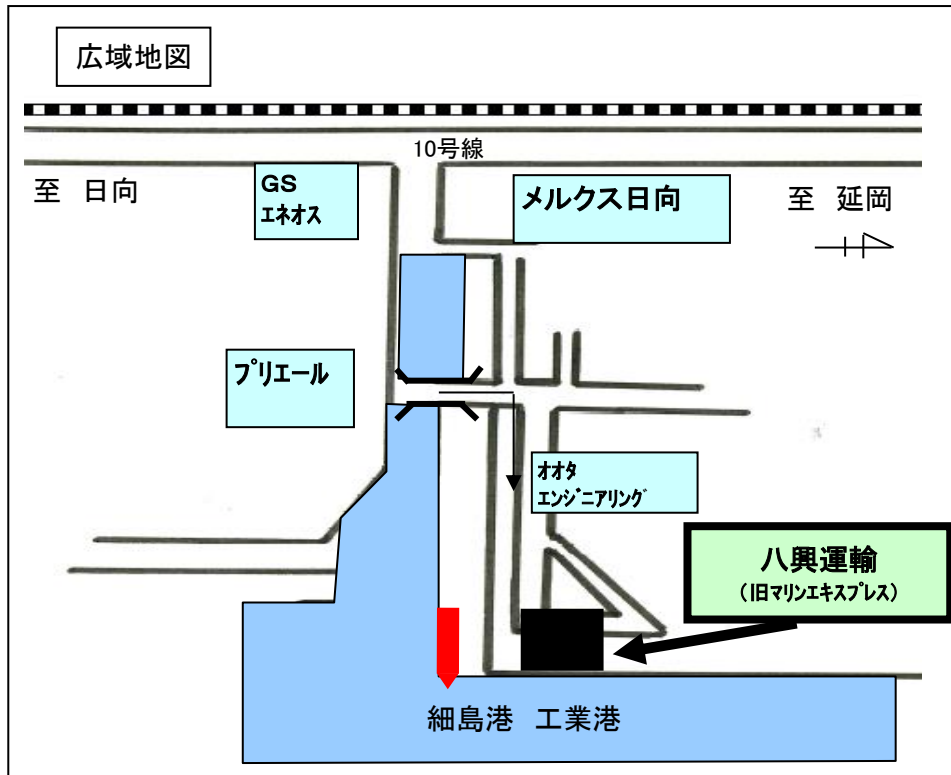 広域地図
10号線
至 日向
GS
エネオス
メルクス日向
至 延岡
プリエール
オオタ
エンジニアリング
八興運輸
（旧マリンエキスプレス）
細島港 工業港